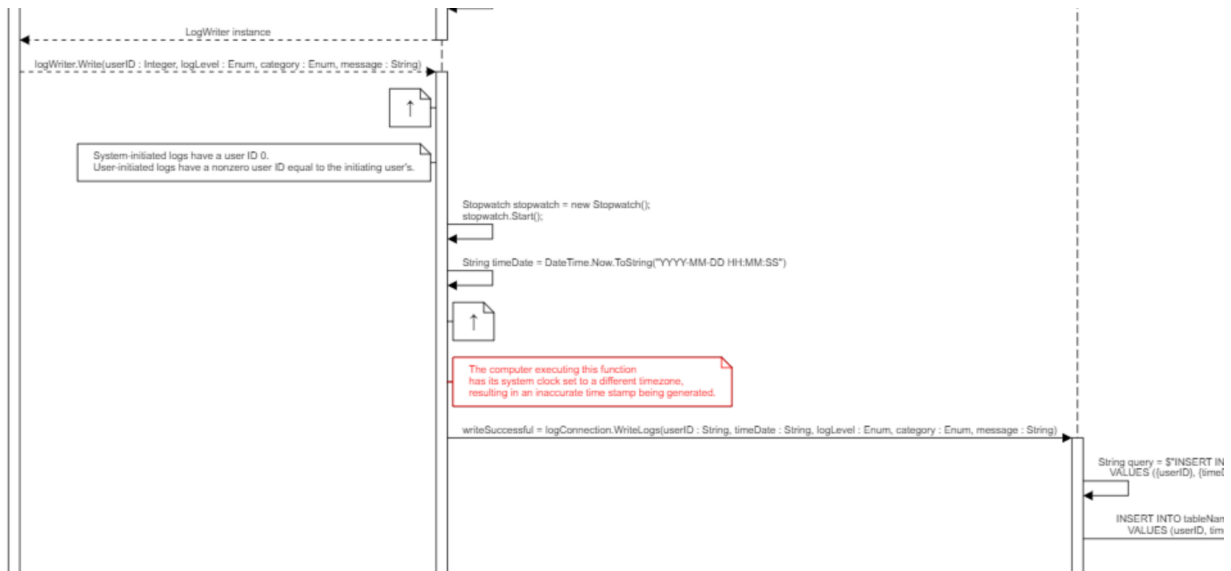 LogWriter instance
logWriter.Write(userID : Integer, logLevel : Enum, category : Enum, message : String)
↑
System-initiated logs have a user ID 0.
User-initiated logs have a nonzero user ID equal to the initiating user's.
Stopwatch stopwatch = new Stopwatch();
stopwatch.Start();
String timeDate = DateTime.Now.ToString("YYYY-MM-DD HH:MM:SS")
↑
The computer executing this function
has its system clock set to a different timezone,
resulting in an inaccurate time stamp being generated.
writeSuccessful = logConnection.WriteLogs(userID : String, timeDate : String, logLevel : Enum, category : Enum, message : String)
String query = $"INSERT IN
VALUES ({userID}, {time
INSERT INTO tableNam
VALUES (userID, tim